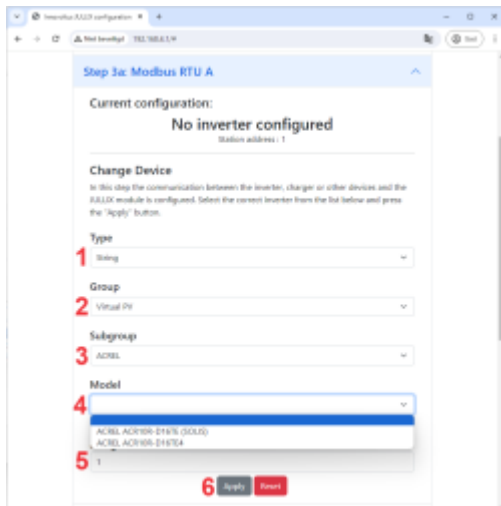 Step 3a: Modbus RTU A
Current configuration:
No inverter configured
Station address : 1
Change Device
In this step the communication between the inverter, charger or other devices and the
module is configured. Select the correct inverter from the list below and press
the "Apply" button.
Type
1 String
Group
2 Virtual PV
Subgroup
3 ACREL
Model
4
ACREL ACR10R-D16TE (SOLIS)
ACREL ACR10R-D16TE4
5 1
6 Apply Reset